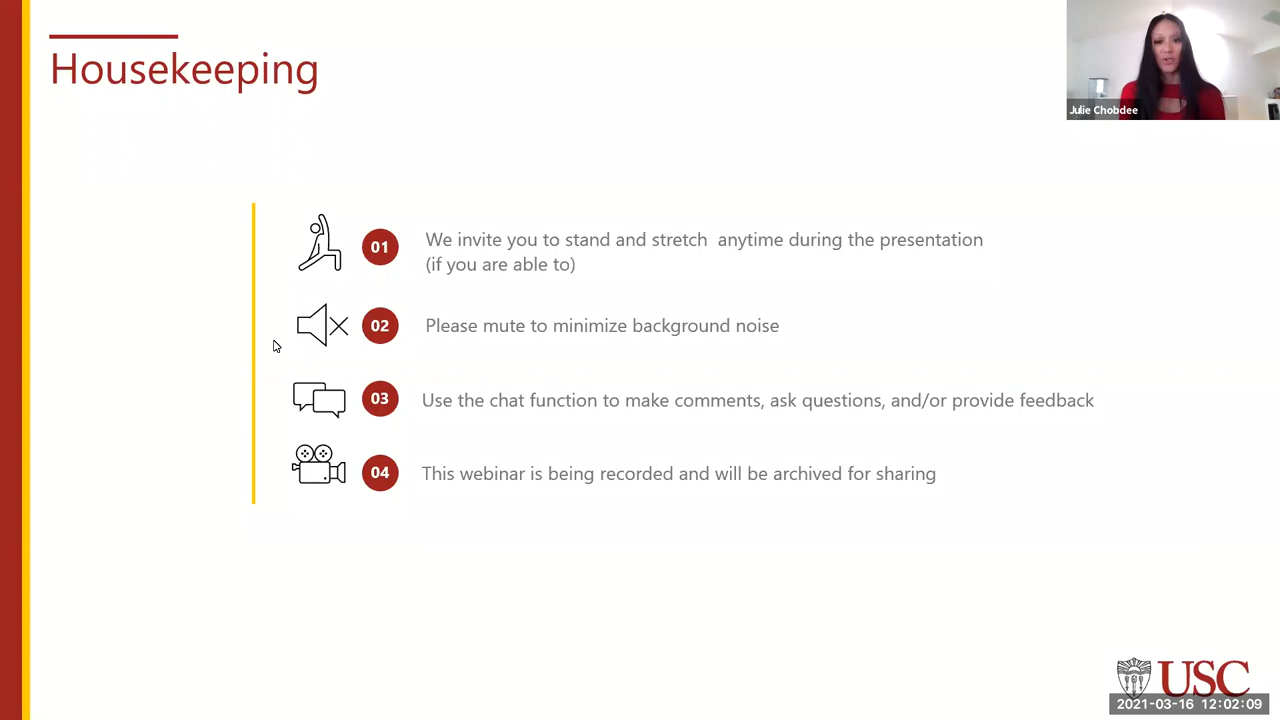 Housekeeping
Julie Chobdee
01
We invite you to stand and stretch  anytime during the presentation
(if you are able to)
02
Please mute to minimize background noise
03
Use the chat function to make comments, ask questions, and/or provide feedback
04
This webinar is being recorded and will be archived for sharing
USC
2021-03-16 12:02:09